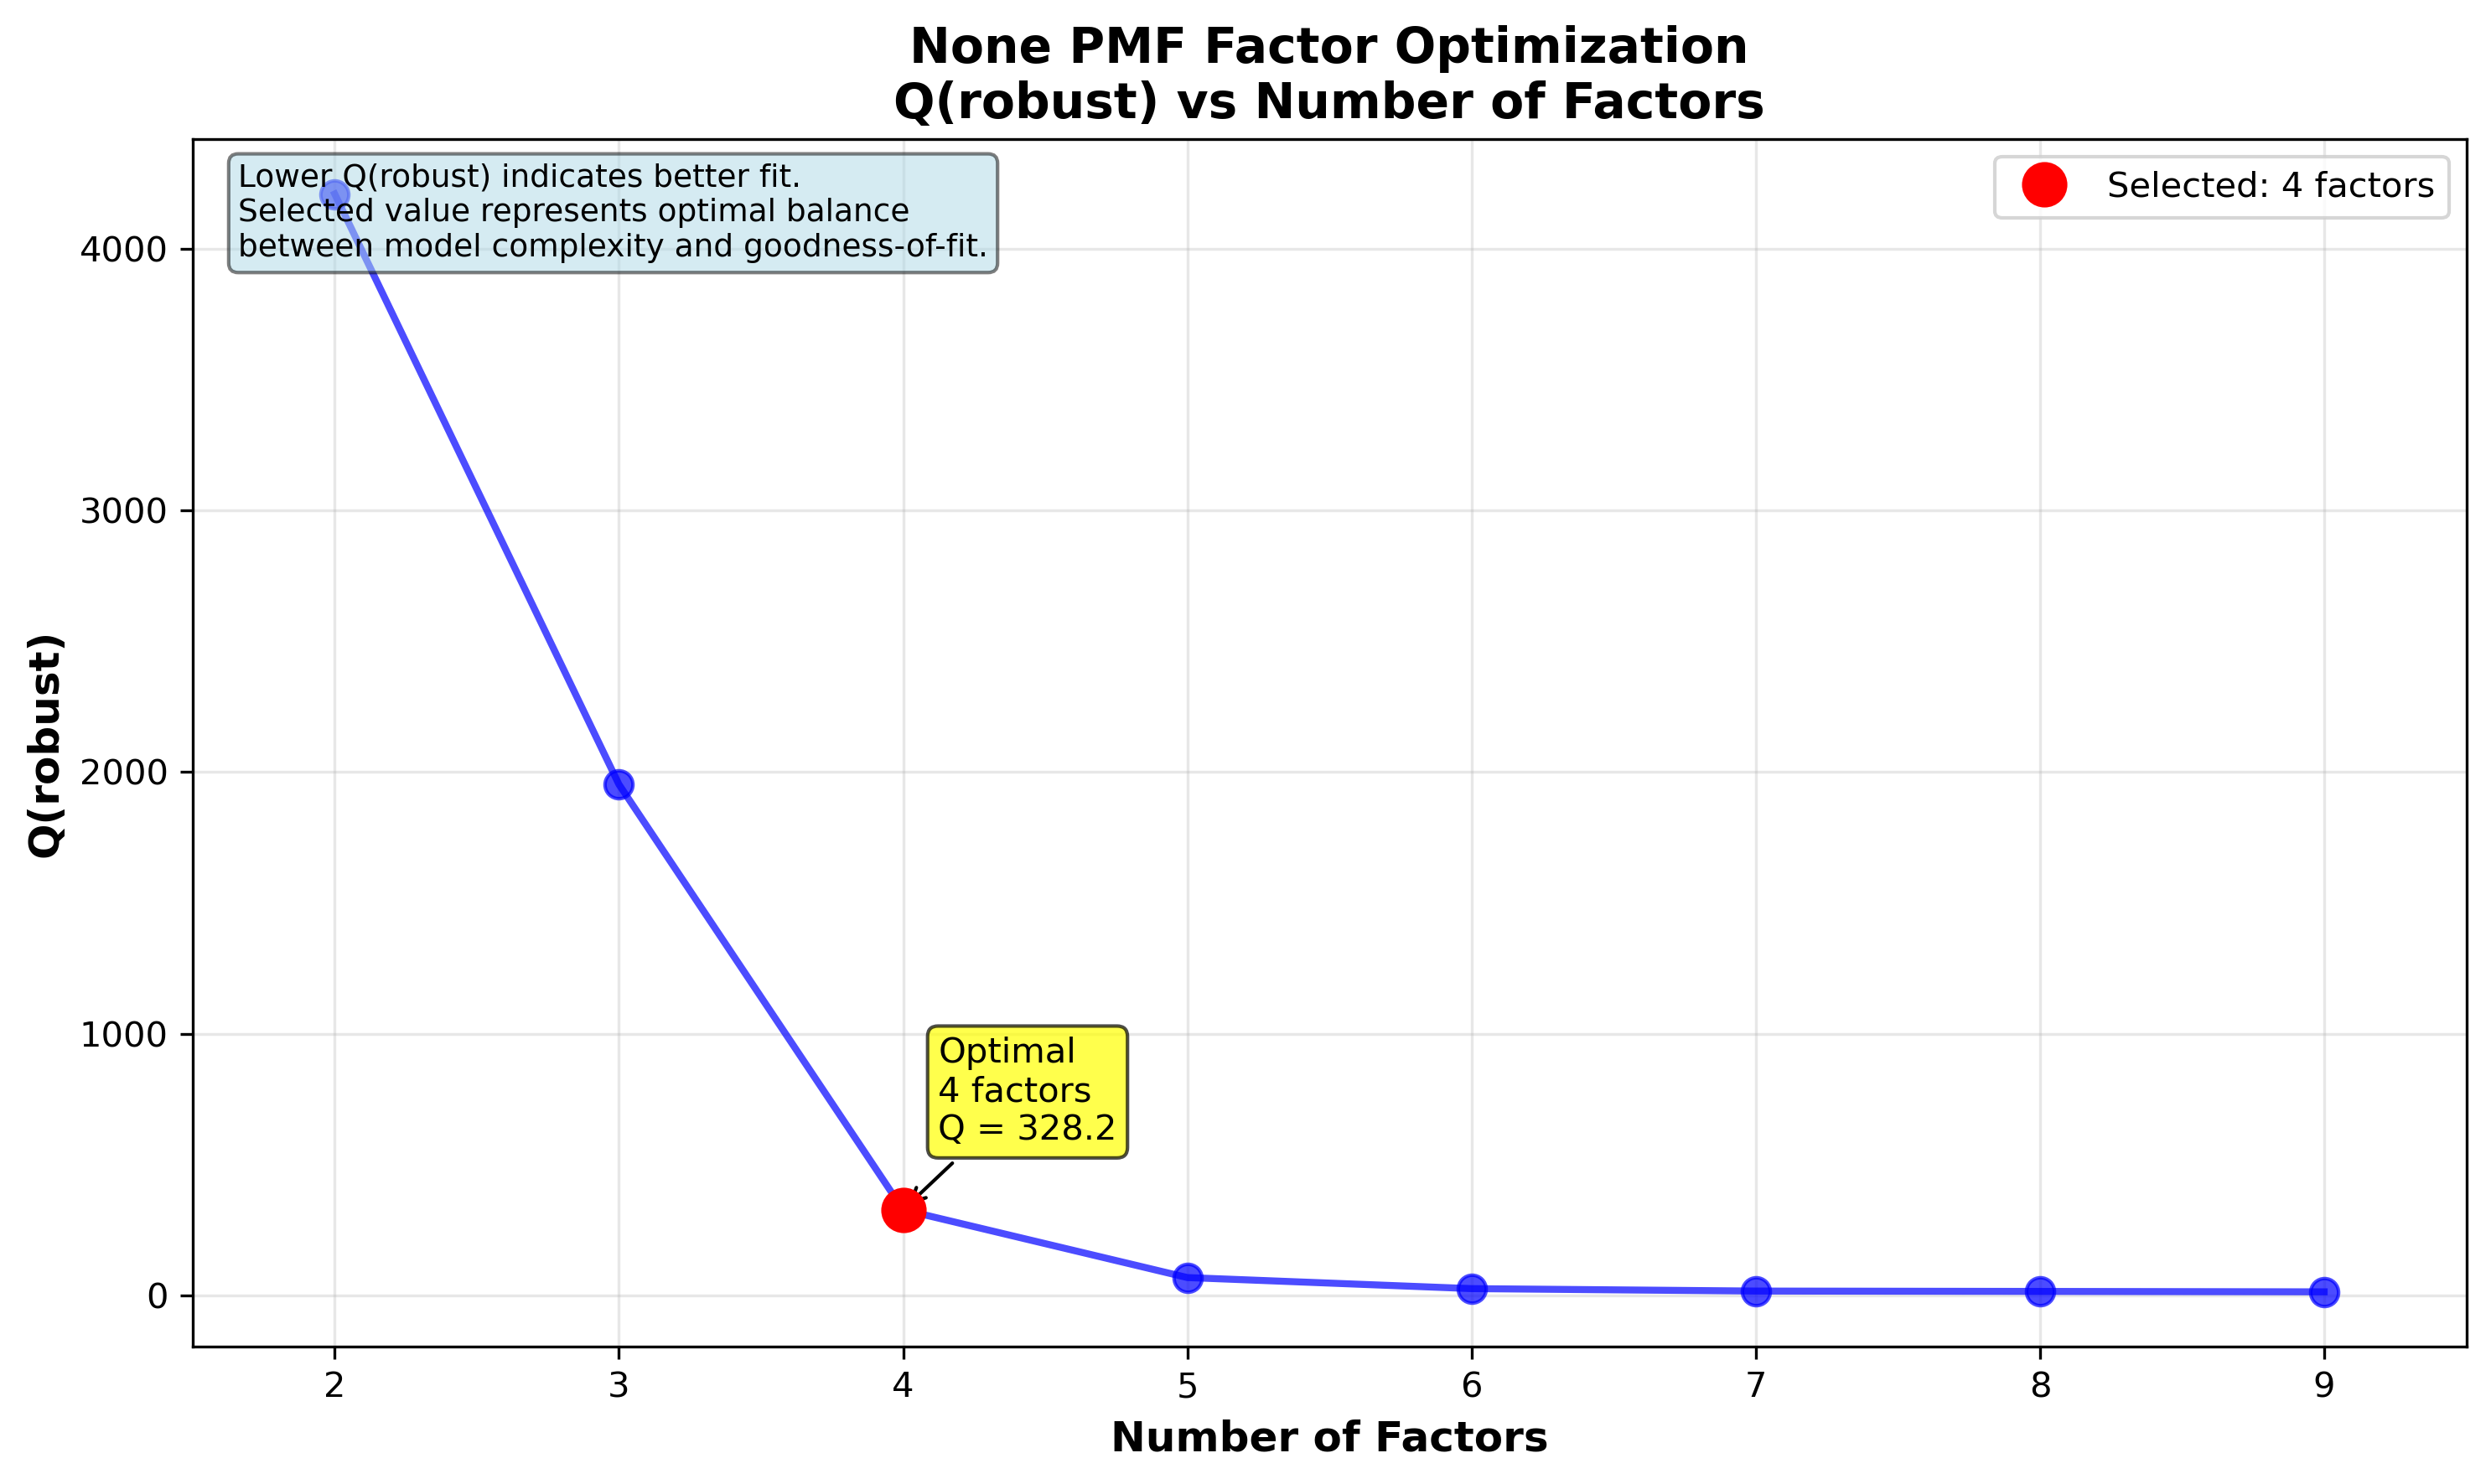 None PMF Factor Optimization
Q(robust) vs Number of Factors
Lower Q(robust) indicates better fit.
Selected value represents optimal balance
between model complexity and goodness-of-fit.
Selected: 4 factors
4000
3000
2000
1000
0
Q(robust)
Optimal
4 factors
Q = 328.2
2
3
4
5
6
7
8
9
Number of Factors